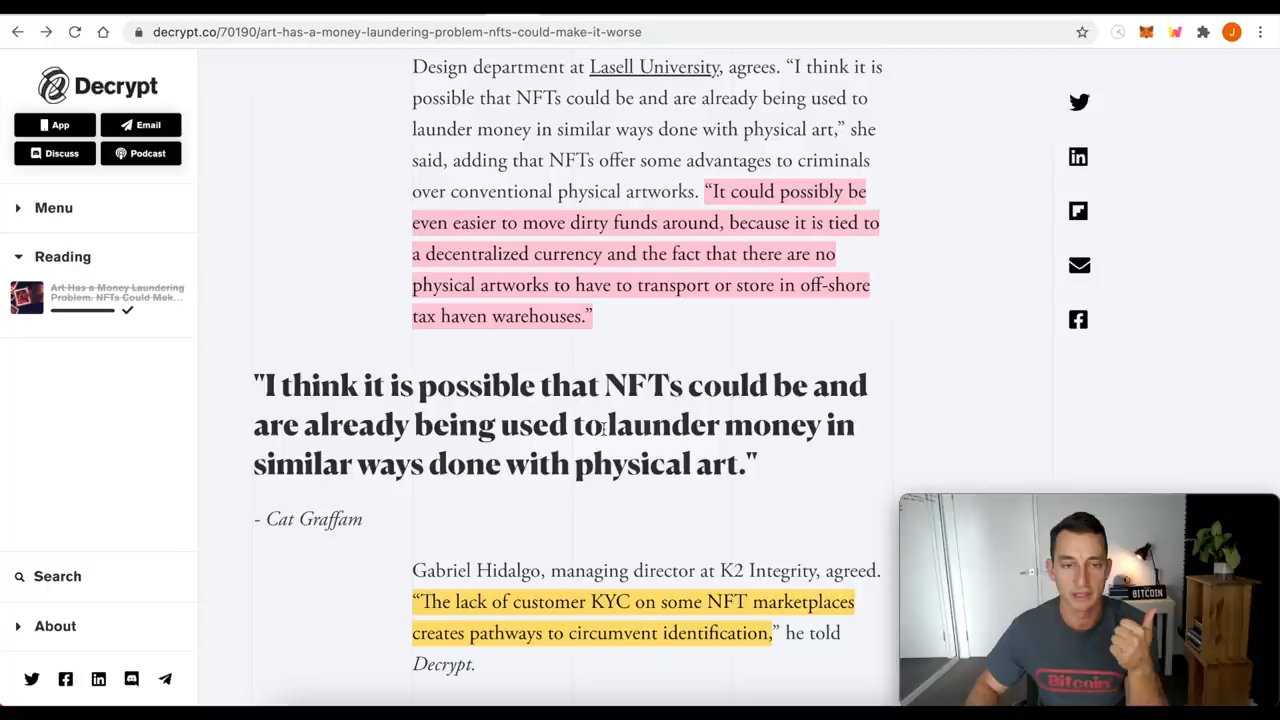 decrypt.co/70190/art-has-a-money-laundering-problem-nfts-could-make-it-worse
J
Decrypt
App
Email
Discuss
Podcast
Menu
Reading
Art Has a Money Laundering
Problem. NFTs Could Mak...
Search
About
Design department at Lasell University, agrees. “I think it is
possible that NFTs could be and are already being used to
launder money in similar ways done with physical art,” she
said, adding that NFTs offer some advantages to criminals
over conventional physical artworks. “It could possibly be
even easier to move dirty funds around, because it is tied to
a decentralized currency and the fact that there are no
physical artworks to have to transport or store in off-shore
tax haven warehouses.”
"I think it is possible that NFTs could be and
are already being used to launder money in
similar ways done with physical art."
- Cat Graffam
Gabriel Hidalgo, managing director at K2 Integrity, agreed.
“The lack of customer KYC on some NFT marketplaces
creates pathways to circumvent identification,” he told
Decrypt.
BITCOIN
Bitcoin